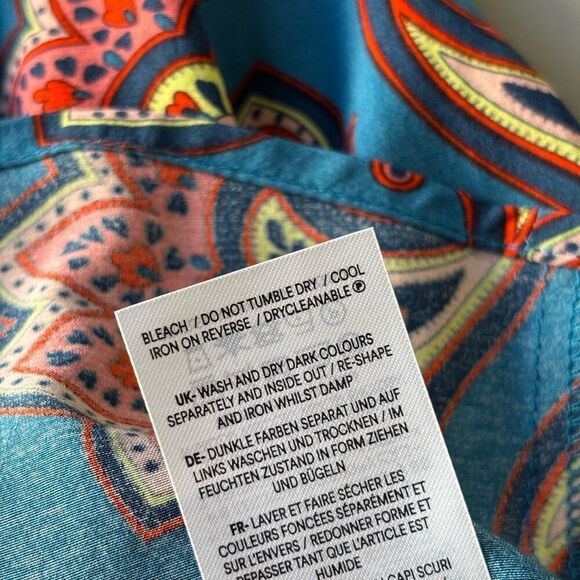 BLEACH / DO NOT TUMBLE DRY / COOL
IRON ON REVERSE / DRYCLEANABLE Ⓟ
UK- WASH AND DRY DARK COLOURS
SEPARATELY AND INSIDE OUT / RE-SHAPE
AND IRON WHILST DAMP
DE- DUNKLE FARBEN SEPARAT UND AUF
LINKS WASCHEN UND TROCKNEN / IM
FEUCHTEN ZUSTAND IN FORM ZIEHEN
UND BÜGELN
FR- LAVER ET FAIRE SÉCHER LES
COULEURS FONCÉES SÉPARÉMENT ET
SUR L'ENVERS / REDONNER FORME ET
REPASSER TANT QUE L'ARTICLE EST
HUMIDE
CAPI SCURI